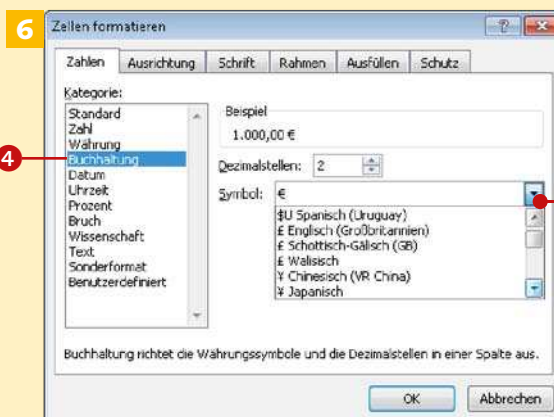 6
Zellen formatieren
Zahlen Ausrichtung Schrift Rahmen Ausfüllen Schutz
Kategorie:
Standard
Zahl
Währung
Buchhaltung
Datum
Uhrzeit
Prozent
Bruch
Wissenschaft
Text
Sonderformat
Benutzerdefiniert
4
Beispiel
1.000,00 €
Dezimalstellen: 2
Symbol: €
$U Spanisch (Uruguay)
£ Englisch (Großbritannien)
£ Schottisch-Gälisch (GB)
£ Walisisch
¥ Chinesisch (VR China)
¥ Japanisch
Buchhaltung richtet die Währungssymbole und die Dezimalstellen in einer Spalte aus.
OK Abbrechen